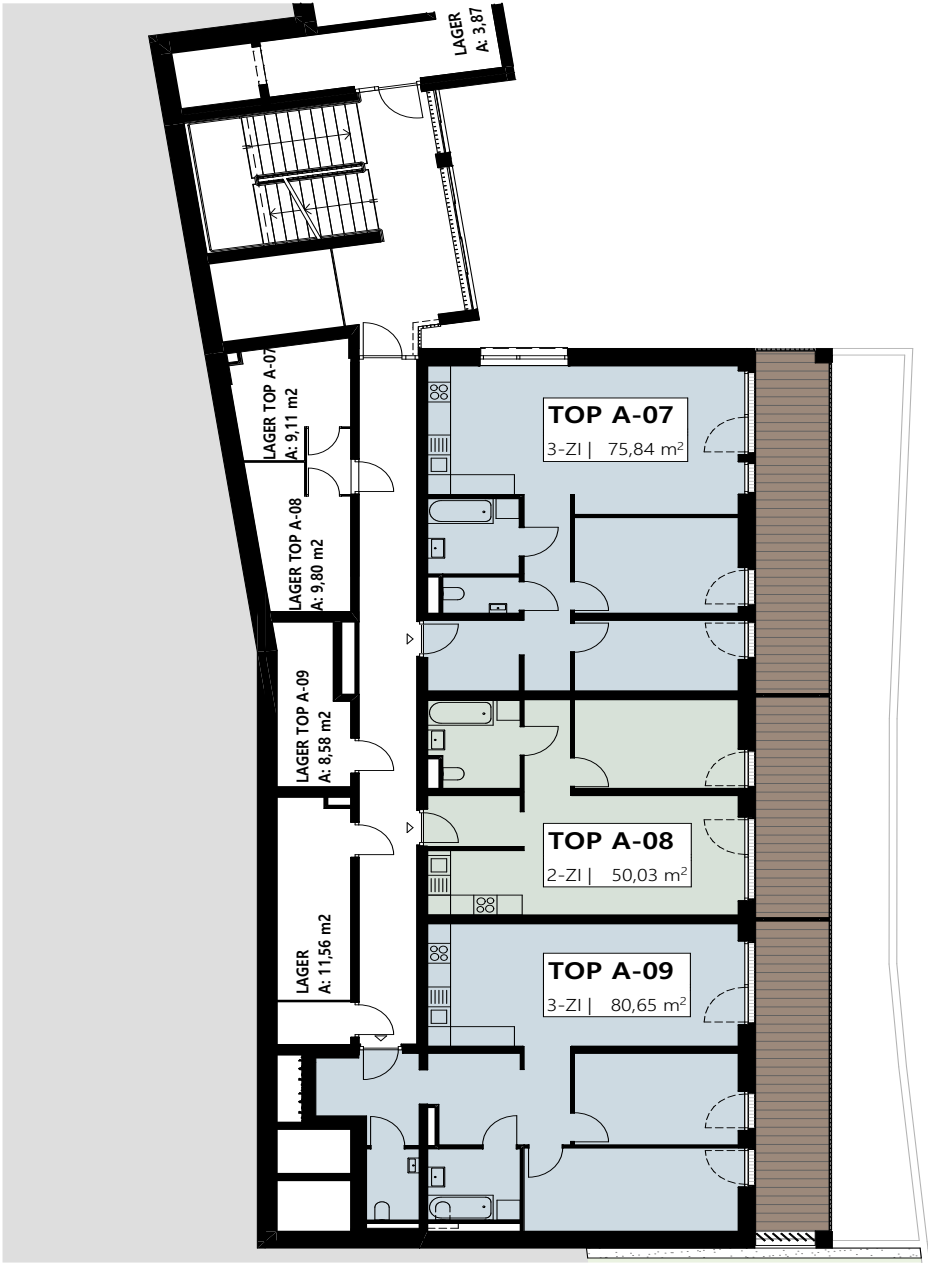 LAGER
A: 3,87
LAGER TOP A-07
A: 9,11 m2
TOP A-07
3-ZI | 75,84 m²
LAGER TOP A-08
A: 9,80 m2
LAGER TOP A-09
A: 8,58 m2
TOP A-08
2-ZI | 50,03 m²
LAGER
A: 11,56 m2
TOP A-09
3-ZI | 80,65 m²